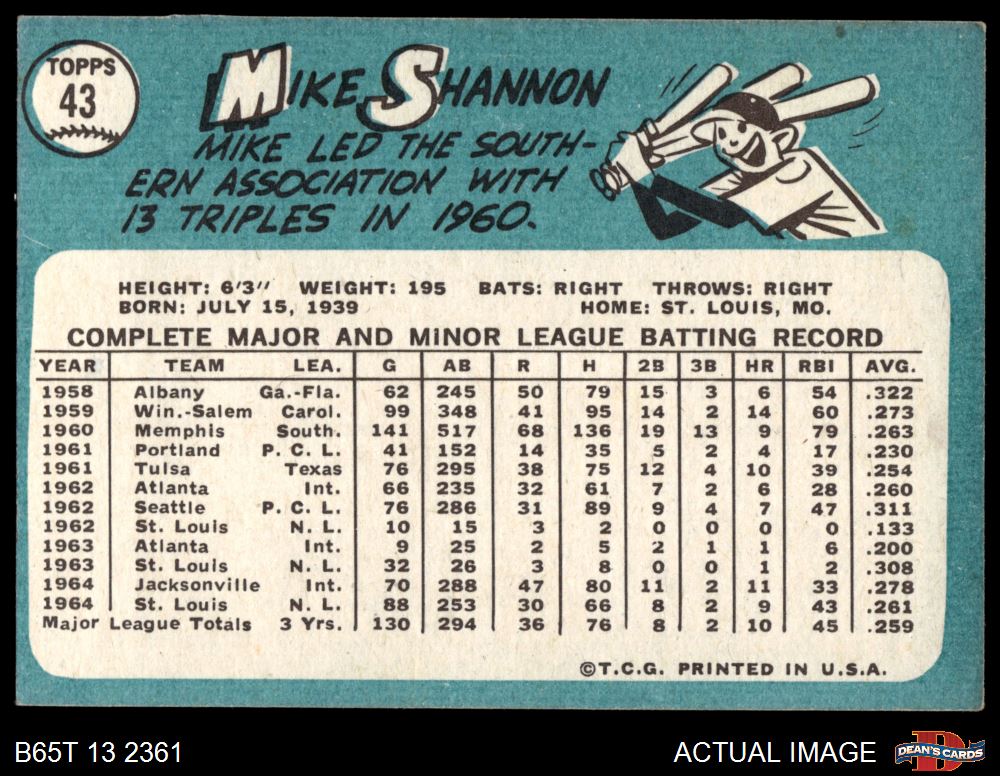 TOPPS
43
MIKE SHANNON
MIKE LED THE SOUTH-
ERN ASSOCIATION WITH
13 TRIPLES IN 1960.
HEIGHT: 6'3" WEIGHT: 195 BATS: RIGHT THROWS: RIGHT
BORN: JULY 15, 1939 HOME: ST. LOUIS, MO.
COMPLETE MAJOR AND MINOR LEAGUE BATTING RECORD
YEAR TEAM LEA. G AB R H 2B 3B HR RBI AVG.
1958 Albany Ga.-Fla. 62 245 50 79 15 3 6 54 .322
1959 Win.-Salem Carol. 99 348 41 95 14 2 14 60 .273
1960 Memphis South. 141 517 68 136 19 13 9 79 .263
1961 Portland P. C. L. 41 152 14 35 5 2 4 17 .230
1961 Tulsa Texas 76 295 38 75 12 4 10 39 .254
1962 Atlanta Int. 66 235 32 61 7 2 6 28 .260
1962 Seattle P. C. L. 76 286 31 89 9 4 7 47 .311
1962 St. Louis N. L. 10 15 3 2 0 0 0 0 .133
1963 Atlanta Int. 9 25 2 5 2 1 1 6 .200
1963 St. Louis N. L. 32 26 3 8 0 0 1 2 .308
1964 Jacksonville Int. 70 288 47 80 11 2 11 33 .278
1964 St. Louis N. L. 88 253 30 66 8 2 9 43 .261
Major League Totals 3 Yrs. 130 294 36 76 8 2 10 45 .259
©T.C.G. PRINTED IN U.S.A.
B65T 13 2361 ACTUAL IMAGE DEAN'S CARDS